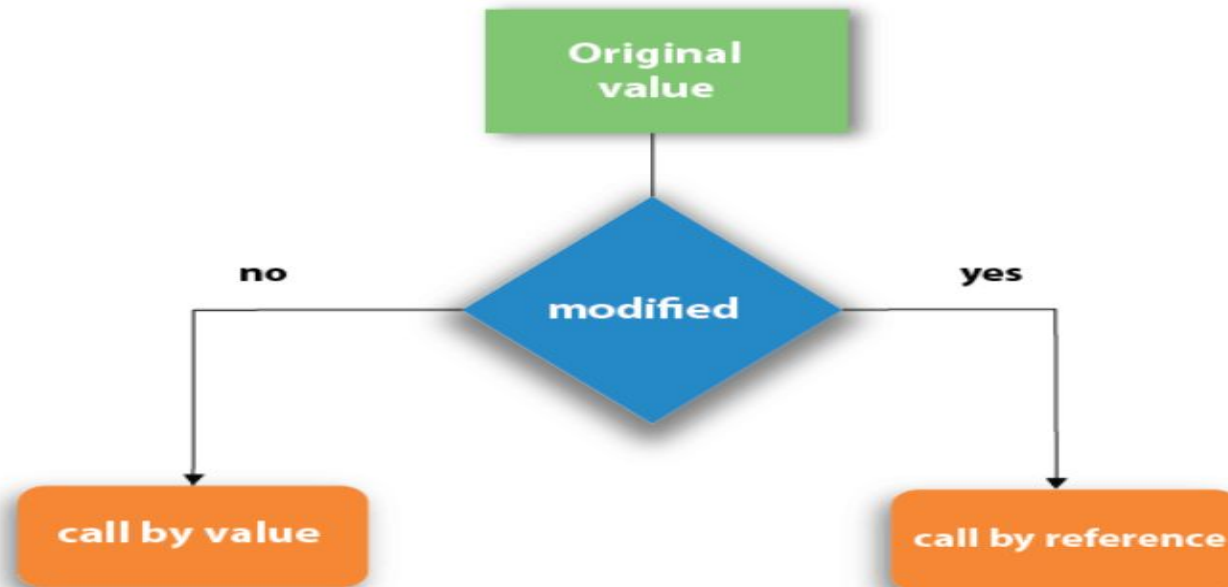 Original
value
no
yes
modified
call by value
call by reference